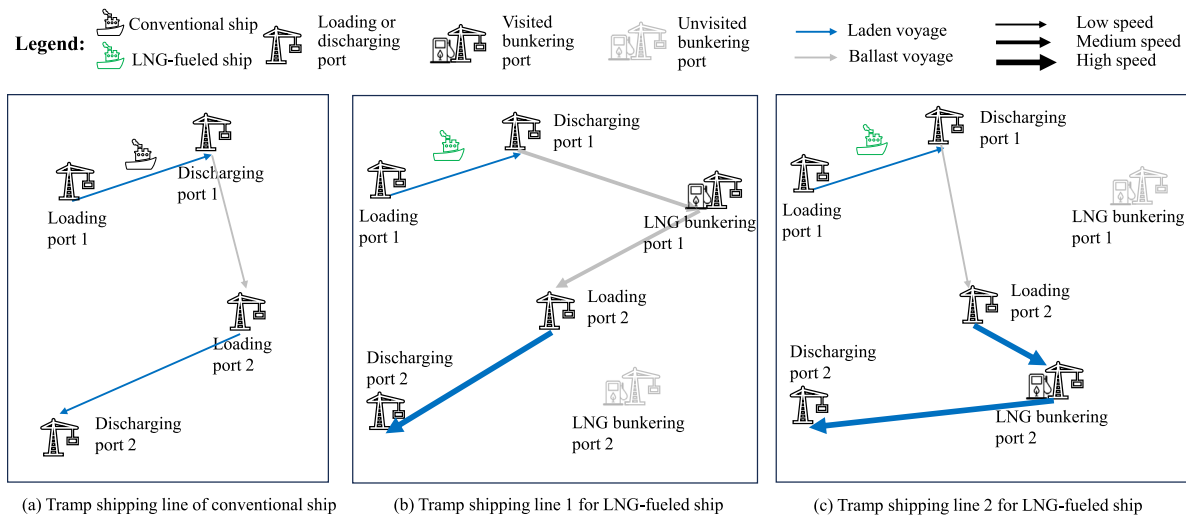 Legend:
Conventional ship
LNG-fueled ship
Loading or
discharging
port
Visited
bunkering
port
Unvisited
bunkering
port
Laden voyage
Ballast voyage
Low speed
Medium speed
High speed
Discharging
port 1
Loading
port 1
Loading
port 2
Discharging
port 2
(a) Tramp shipping line of conventional ship
Discharging
port 1
Loading
port 1
LNG bunkering
port 1
Loading
port 2
Discharging
port 2
LNG bunkering
port 2
(b) Tramp shipping line 1 for LNG-fueled ship
Discharging
port 1
Loading
port 1
LNG bunkering
port 1
Loading
port 2
Discharging
port 2
LNG bunkering
port 2
(c) Tramp shipping line 2 for LNG-fueled ship